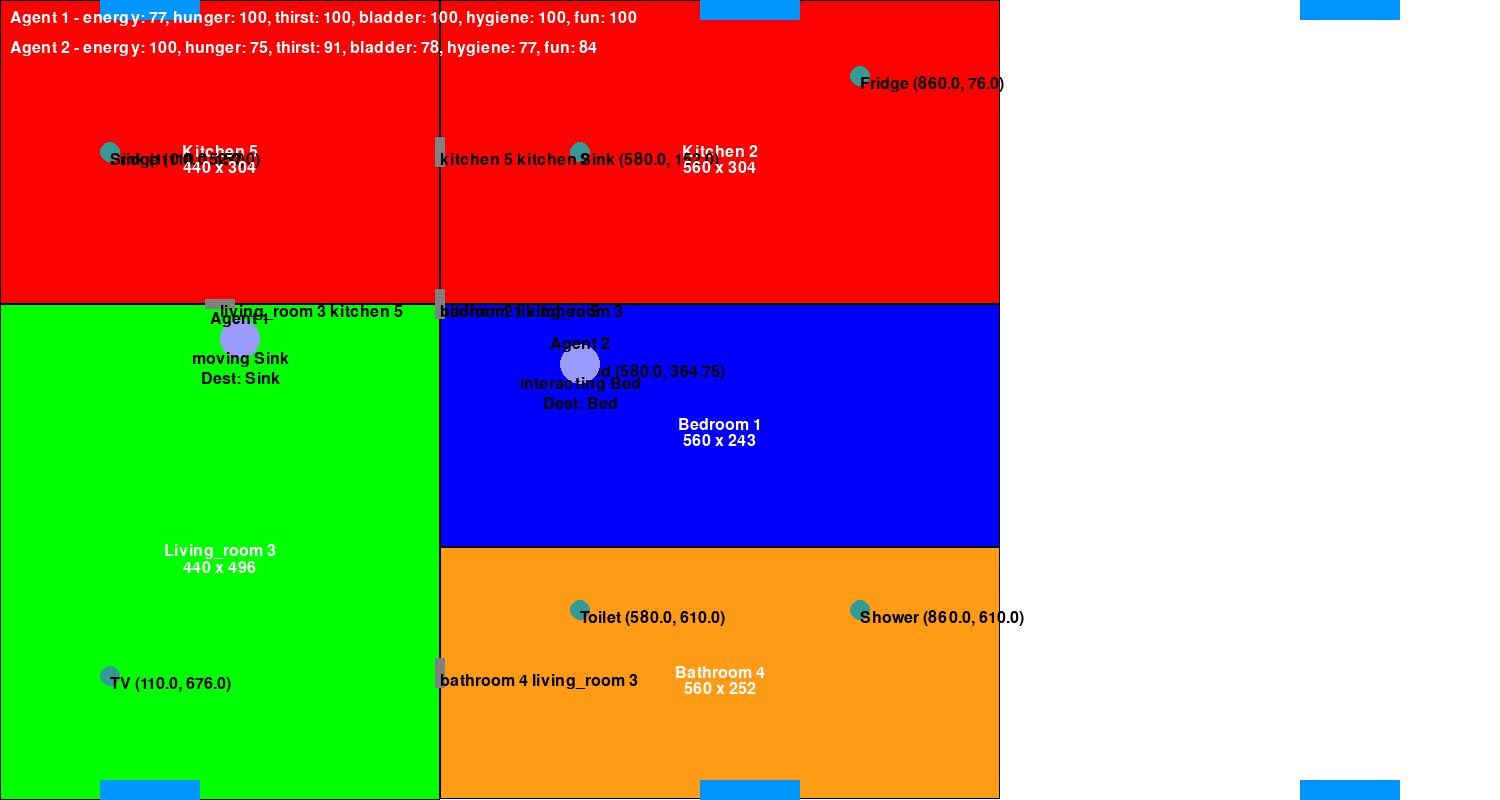 Agent 1 - energy: 77, hunger: 100, thirst: 100, bladder: 100, hygiene: 100, fun: 100
Agent 2 - energy: 100, hunger: 75, thirst: 91, bladder: 78, hygiene: 77, fun: 84
Fridge (860.0, 76.0)
Kitchen 5
440 x 304
kitchen 5 kitchen
Sink (580.0,
Kitchen 2
560 x 304
living_room 3 kitchen 5
Agent 1
moving Sink
Dest: Sink
Agent 2
(580.0, 364.75)
interacting Bed
Dest: Bed
Bedroom 1
560 x 243
Living_room 3
440 x 496
Toilet (580.0, 610.0)
Shower (860.0, 610.0)
TV (110.0, 676.0)
bathroom 4 living_room 3
Bathroom 4
560 x 252